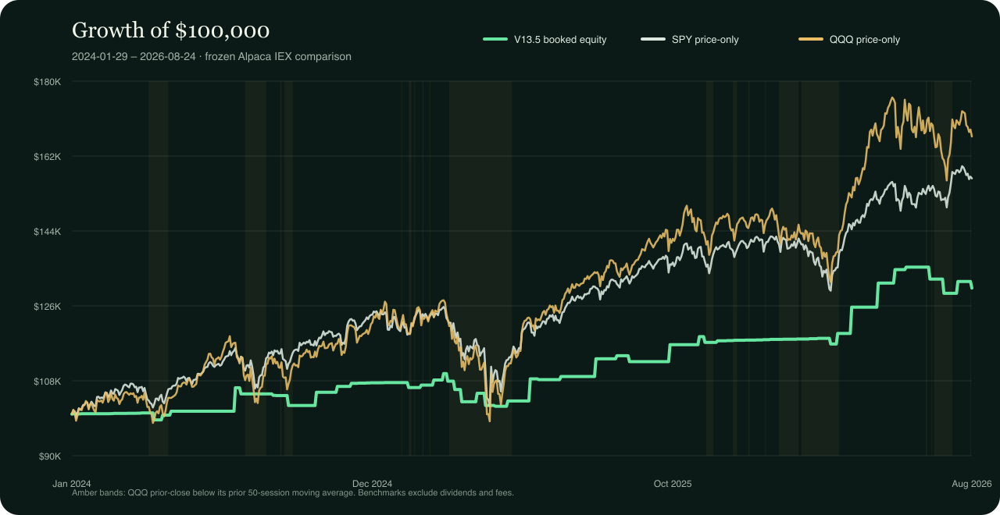 Growth of $100,000
V13.5 booked equity
SPY price-only
QQQ price-only
2024-01-29 – 2026-08-24 · frozen Alpaca IEX comparison
$180K
$162K
$144K
$126K
$108K
$90K
Jan 2024
Dec 2024
Oct 2025
Aug 2026
Amber bands: QQQ prior-close below its prior 50-session moving average. Benchmarks exclude dividends and fees.